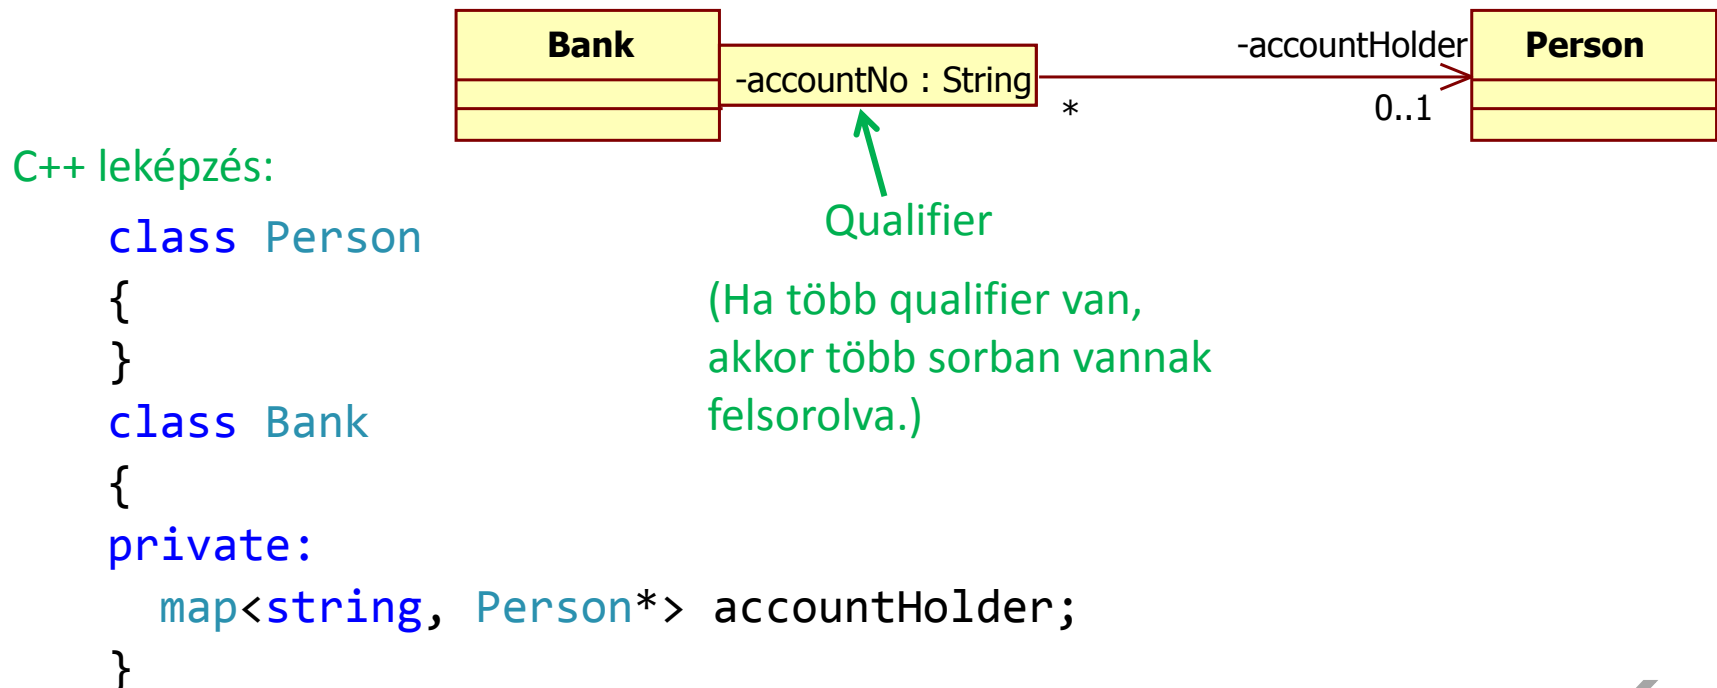 Bank
-accountNo : String
-accountHolder
Person
*
0..1
C++ leképzés:
Qualifier
(Ha több qualifier van,
akkor több sorban vannak
felsorolva.)
class Person
{
}
class Bank
{
private:
map<string, Person*> accountHolder;
}